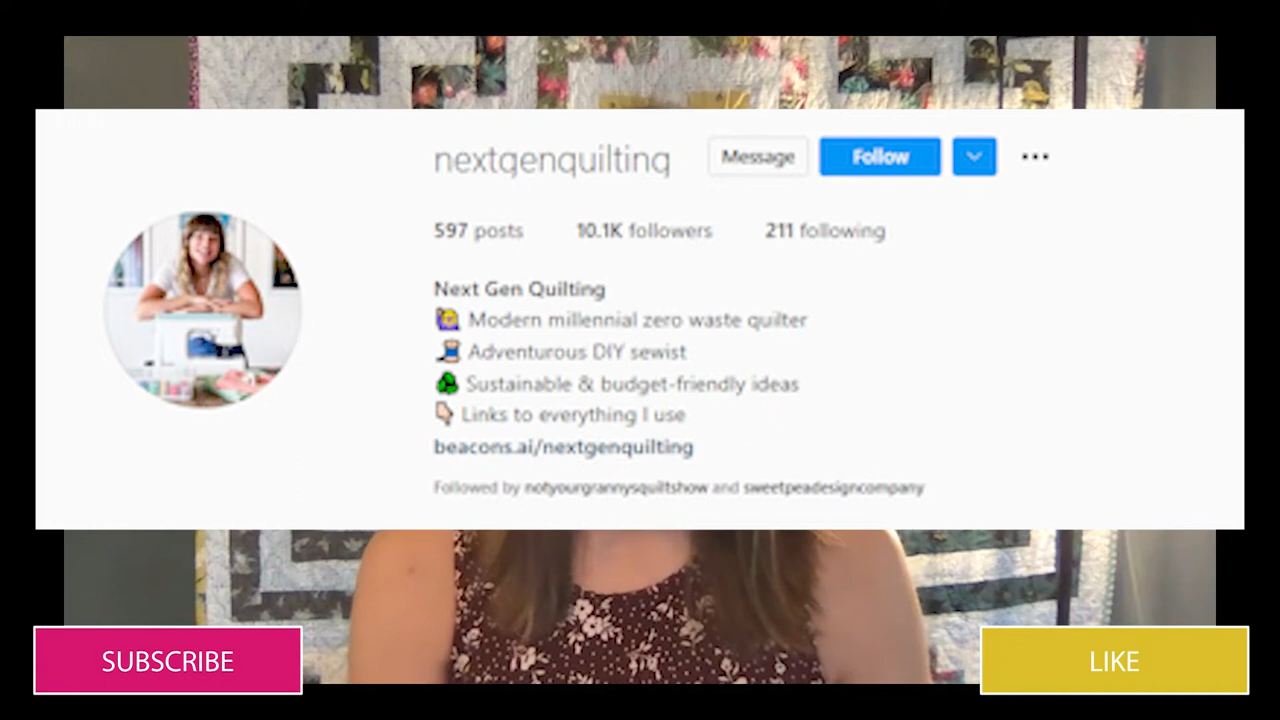 nextgenquilting Message Follow
597 posts 10.1K followers 211 following
Next Gen Quilting
Modern millennial zero waste quilter
Adventurous DIY sewist
Sustainable & budget-friendly ideas
Links to everything I use
beacons.ai/nextgenquilting
Followed by notyourgrannysquiltshow and sweetpeadesigncompany
SUBSCRIBE
LIKE